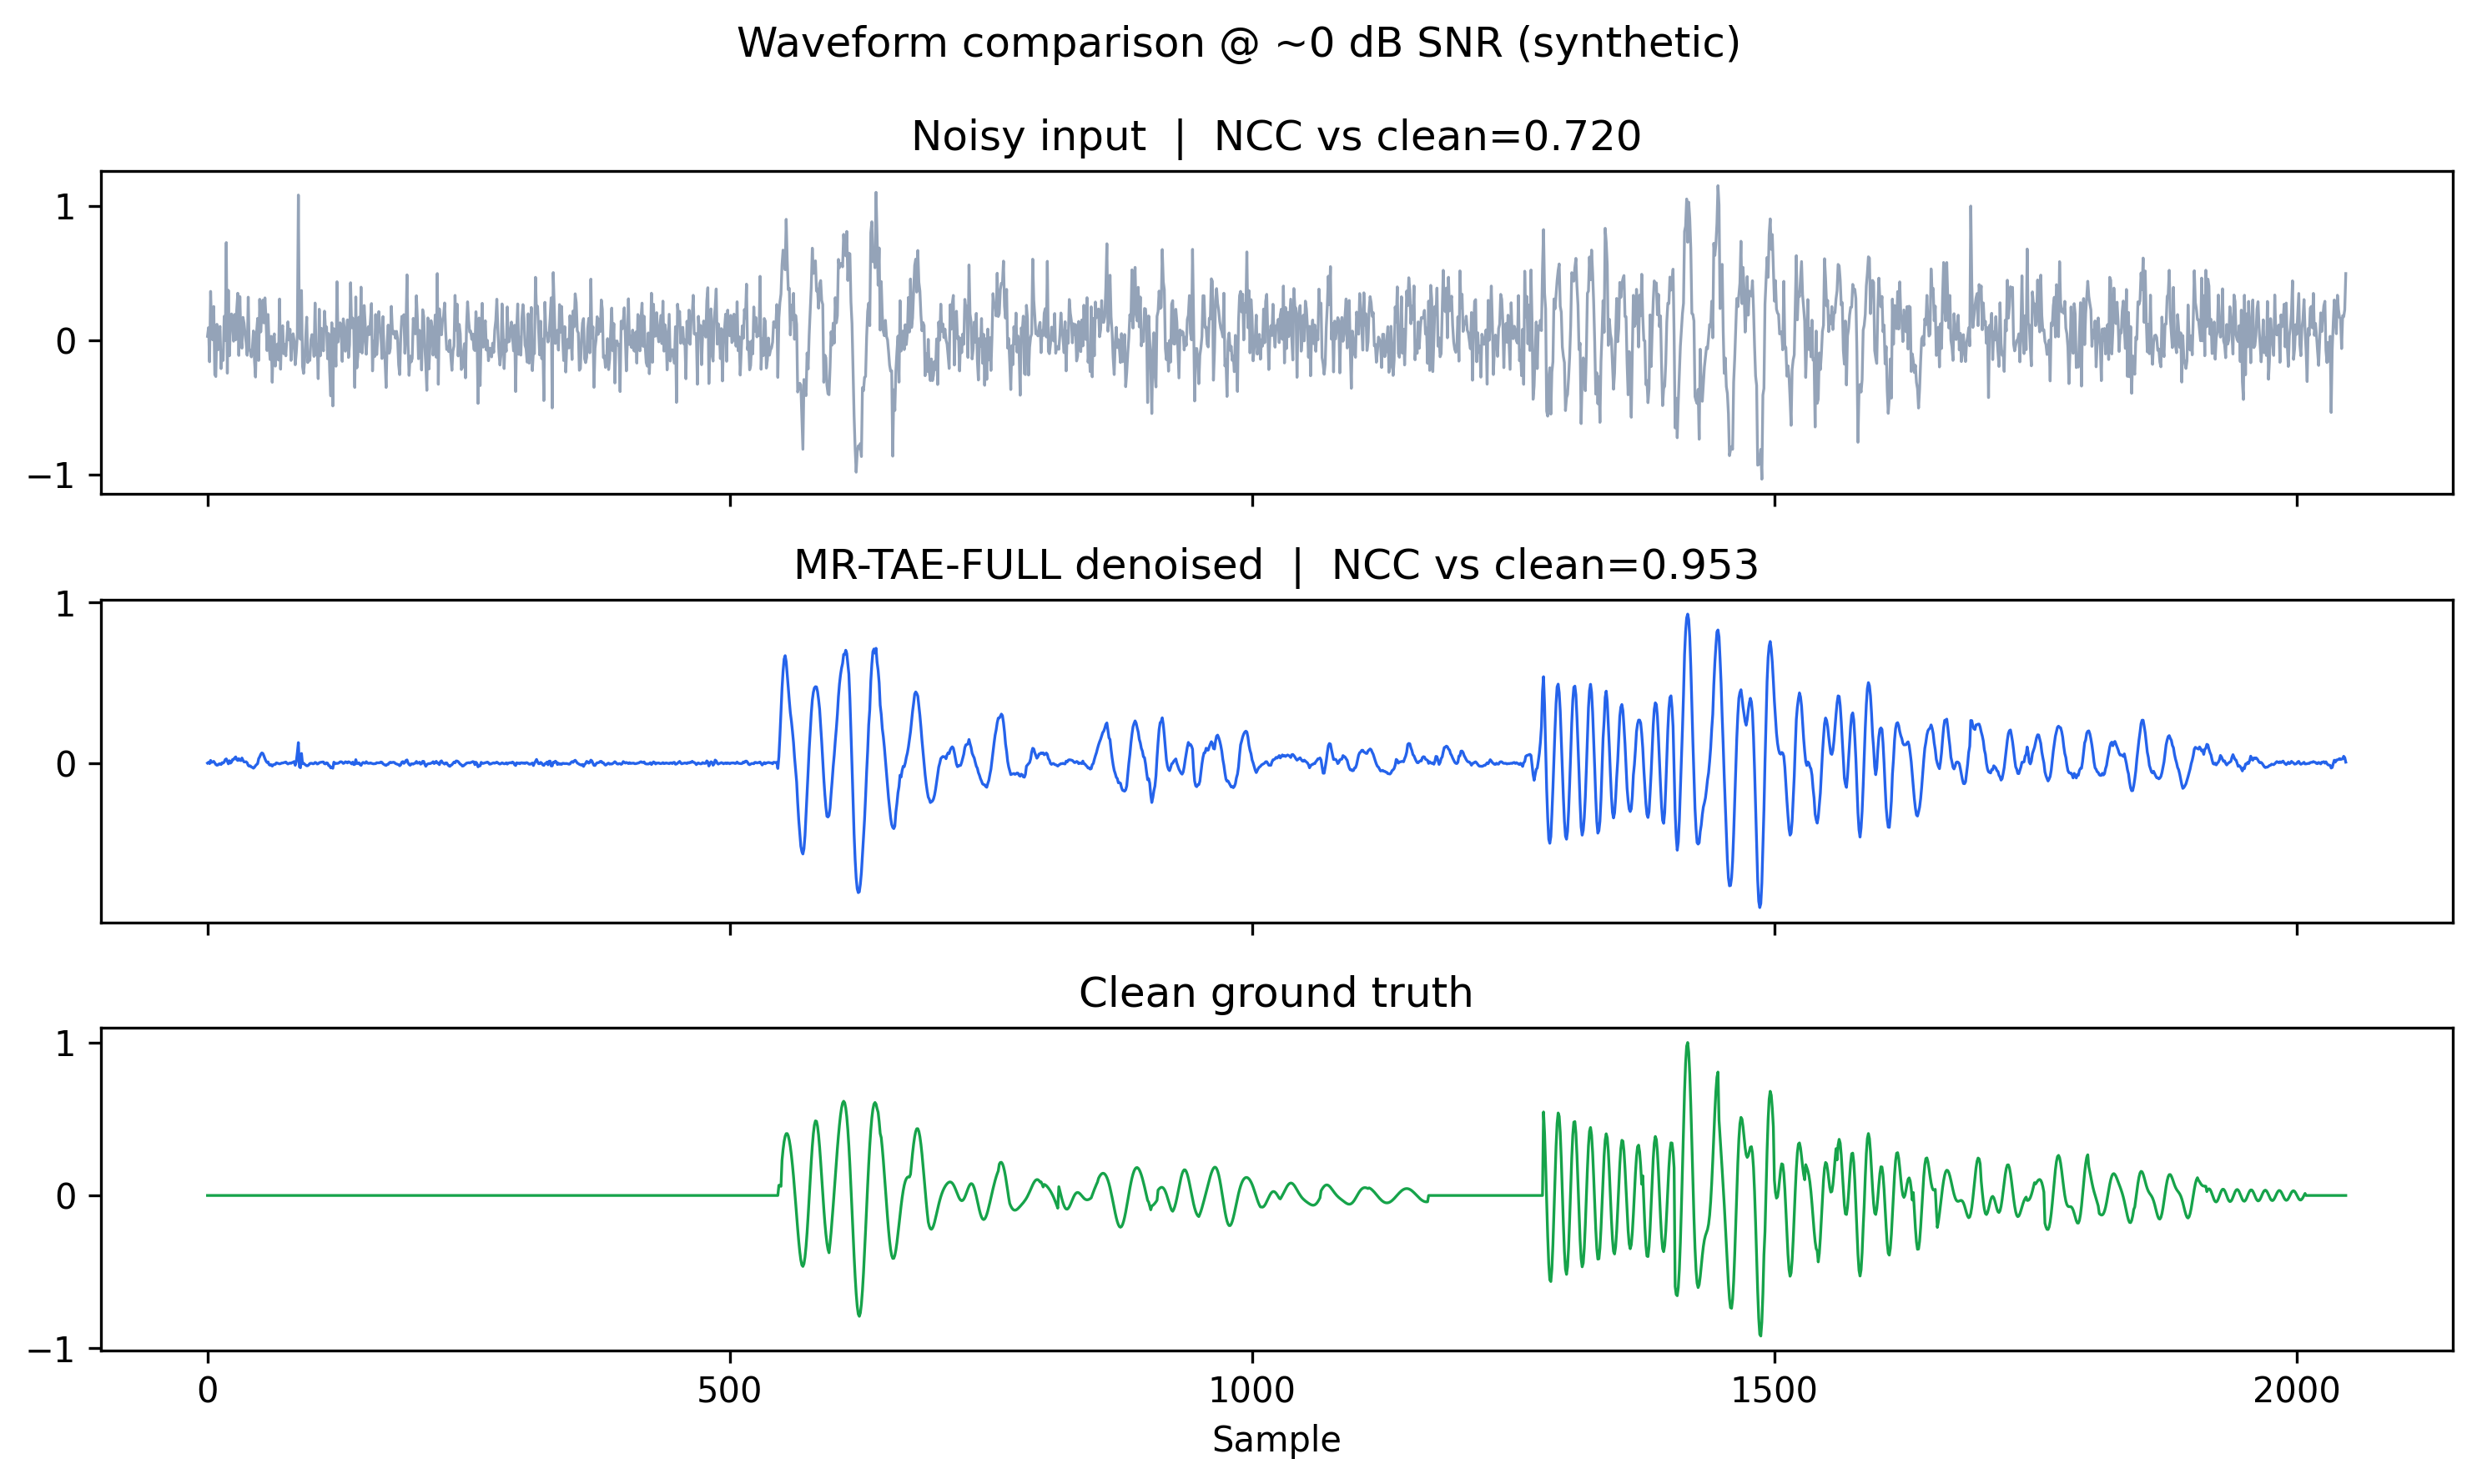 Waveform comparison @ ~0 dB SNR (synthetic)
Noisy input | NCC vs clean=0.720
1
0
−1
MR-TAE-FULL denoised | NCC vs clean=0.953
1
0
Clean ground truth
1
0
−1
0 500 1000 1500 2000
Sample